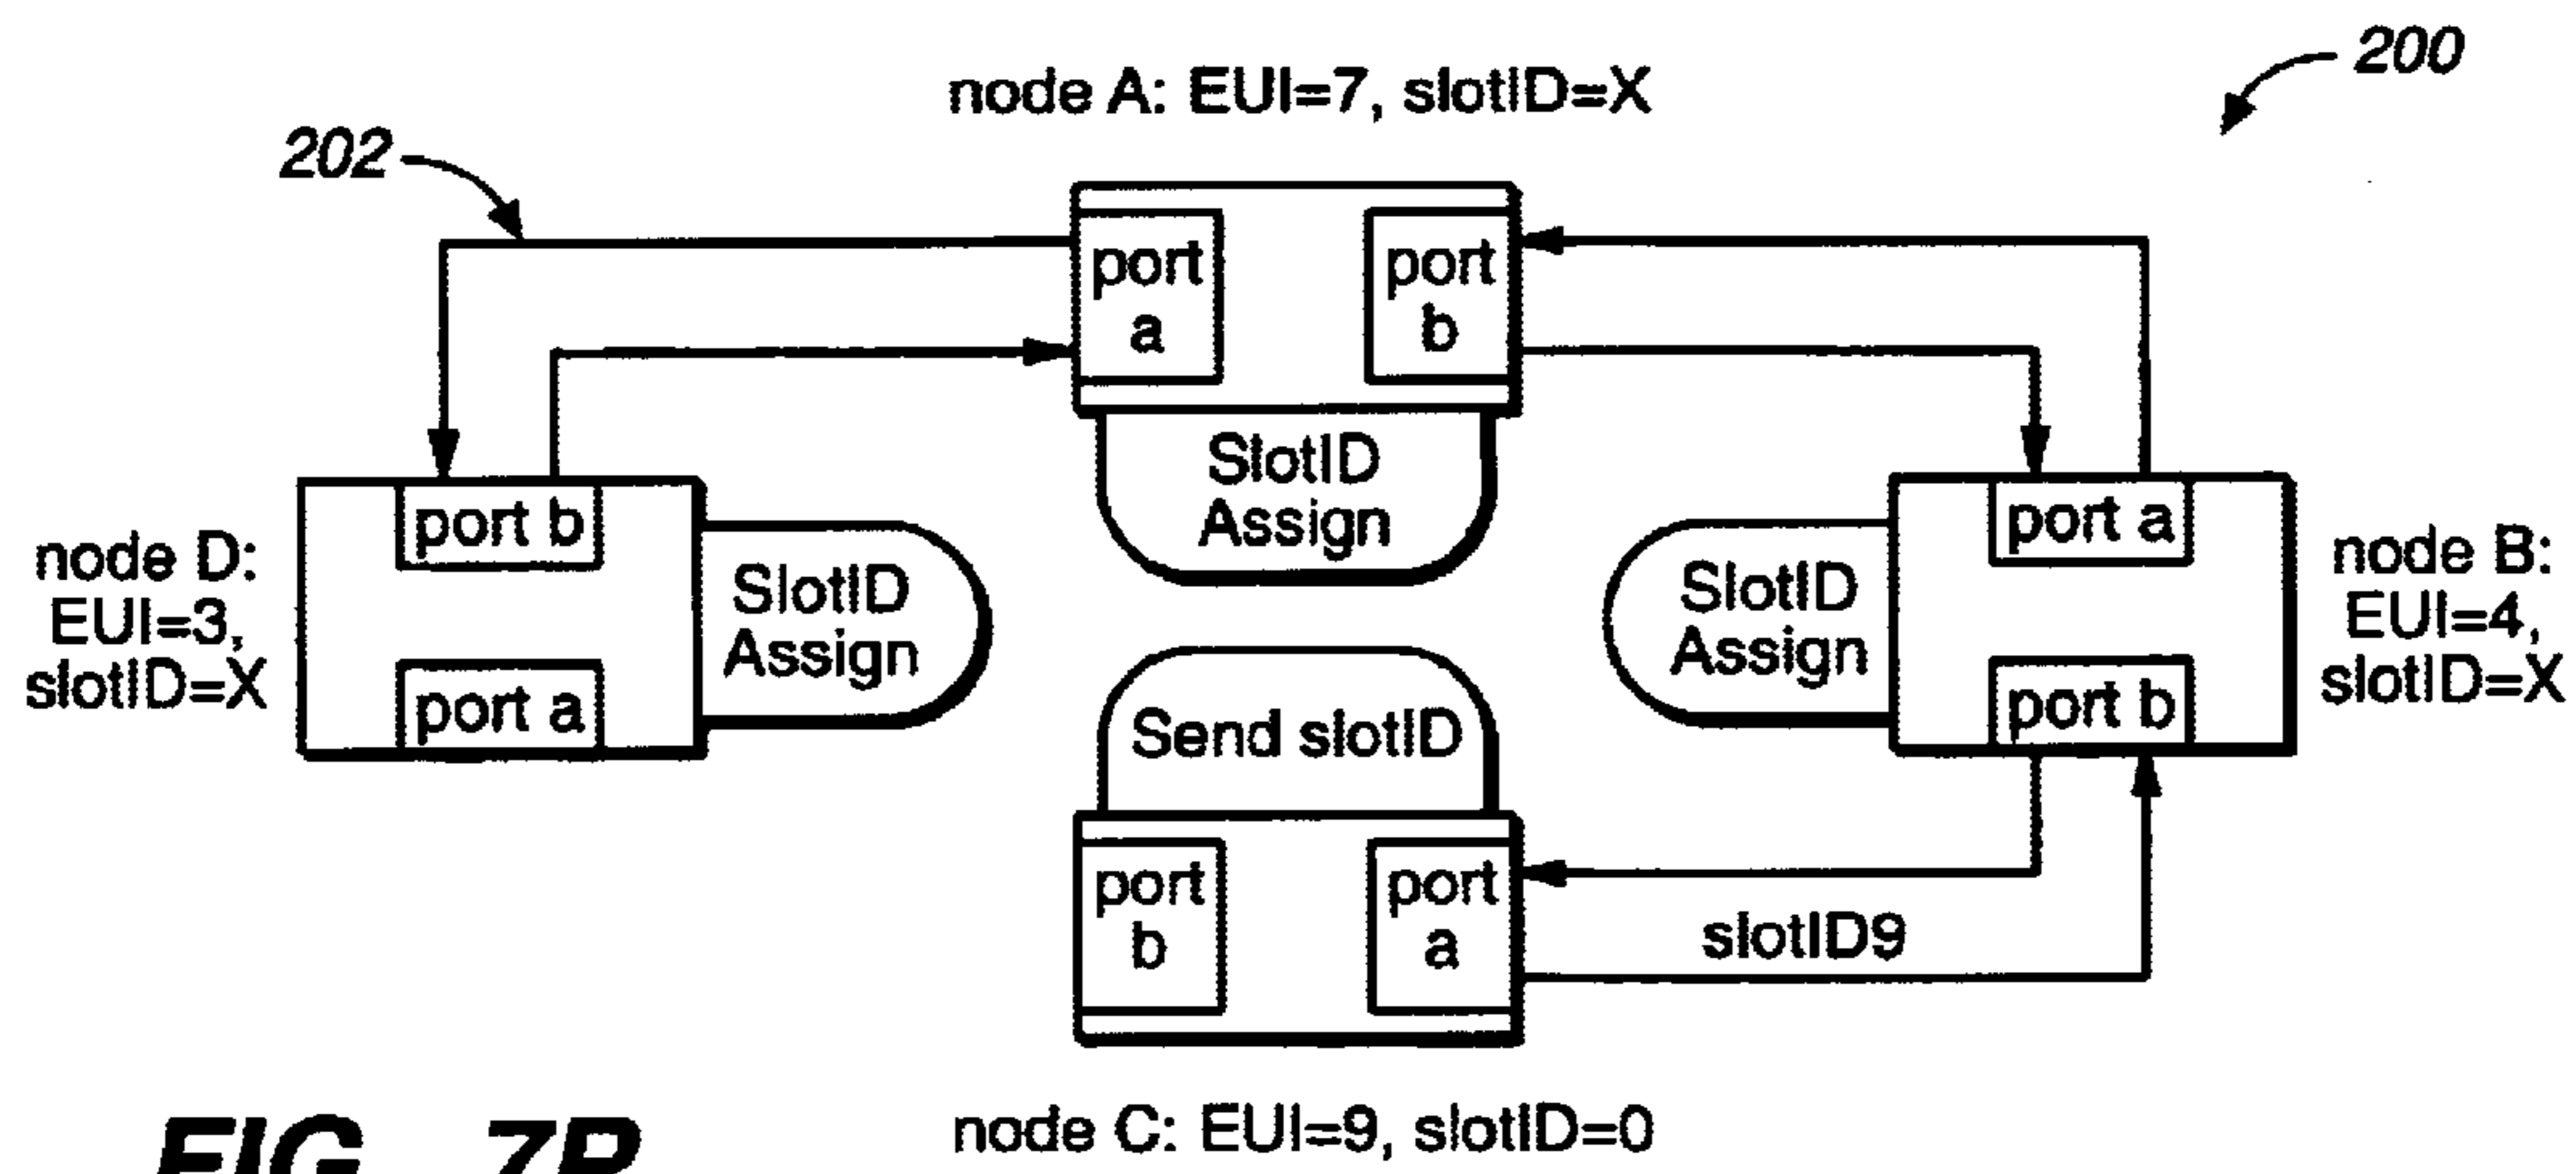 200
node A: EUI=7, slotID=X
202
port
a
port
b
SlotID
Assign
node D:
EUI=3,
slotID=X
port b
port a
SlotID
Assign
SlotID
Assign
port a
port b
node B:
EUI=4,
slotID=X
Send slotID
port
b
port
a
slotID9
node C: EUI=9, slotID=0